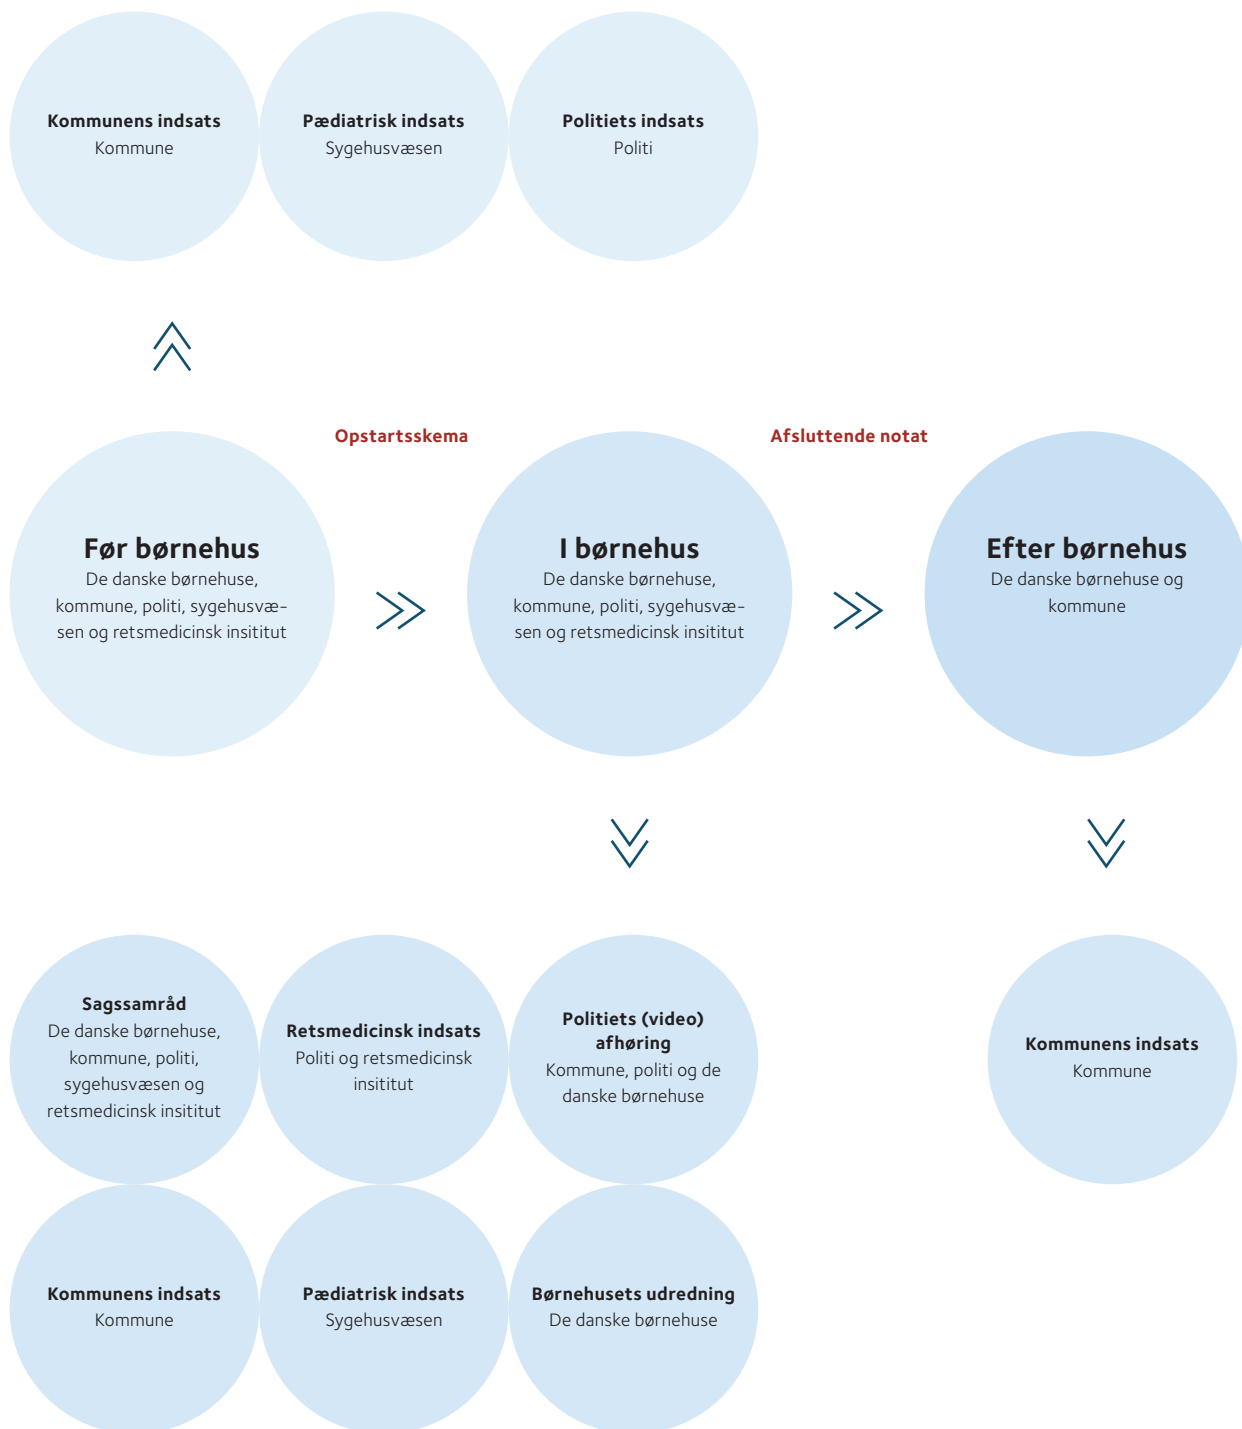 Kommunens indsats
Kommune
Pædiatrisk indsats
Sygehusvæsen
Politiets indsats
Politi
Opstartsskema
Afsluttende notat
Før børnehus
De danske børnehuse,
kommune, politi, sygehusvæ-
sen og retsmedicinsk insititut
I børnehus
De danske børnehuse,
kommune, politi, sygehusvæ-
sen og retsmedicinsk insititut
Efter børnehus
De danske børnehuse og
kommune
Sagssamråd
De danske børnehuse,
kommune, politi,
sygehusvæsen og
retsmedicinsk insititut
Retsmedicinsk indsats
Politi og retsmedicinsk
insititut
Politiets (video)
afhøring
Kommune, politi og de
danske børnehuse
Kommunens indsats
Kommune
Kommunens indsats
Kommune
Pædiatrisk indsats
Sygehusvæsen
Børnehusets udredning
De danske børnehuse